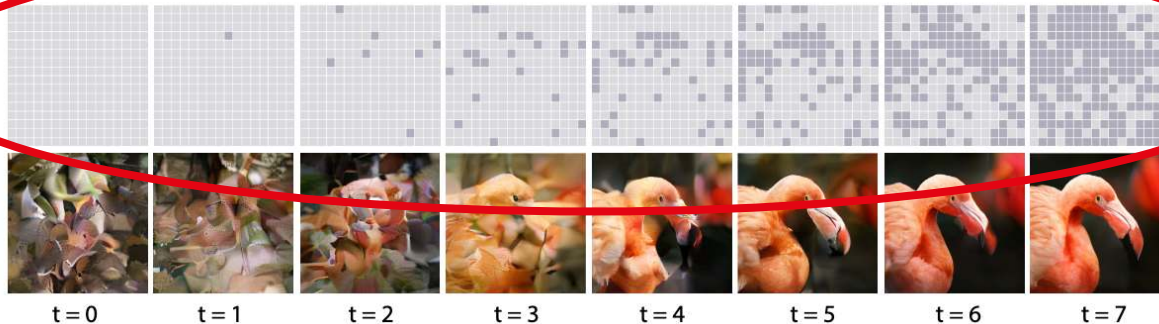 t = 0 t = 1 t = 2 t = 3 t = 4 t = 5 t = 6 t = 7